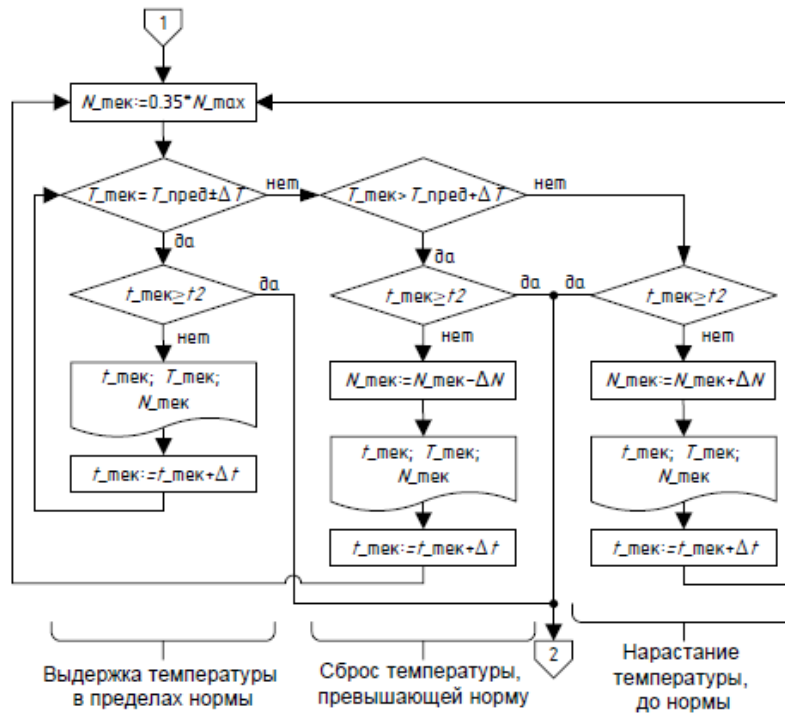 1
N_тек:=0.35*N_max
T_тек=T_пред±ΔT
нет
T_тек>T_пред+ΔT
нет
да
да
t_тек≥t2
да
t_тек≥t2
да
да
t_тек≥t2
нет
нет
нет
t_тек; T_тек;
N_тек
N_тек:=N_тек-ΔN
N_тек:=N_тек+ΔN
t_тек:=t_тек+Δt
t_тек; T_тек;
N_тек
t_тек; T_тек;
N_тек
t_тек:=t_тек+Δt
t_тек:=t_тек+Δt
2
Выдержка температуры
в пределах нормы
Сброс температуры,
превышающей норму
Нарастание
температуры,
до нормы